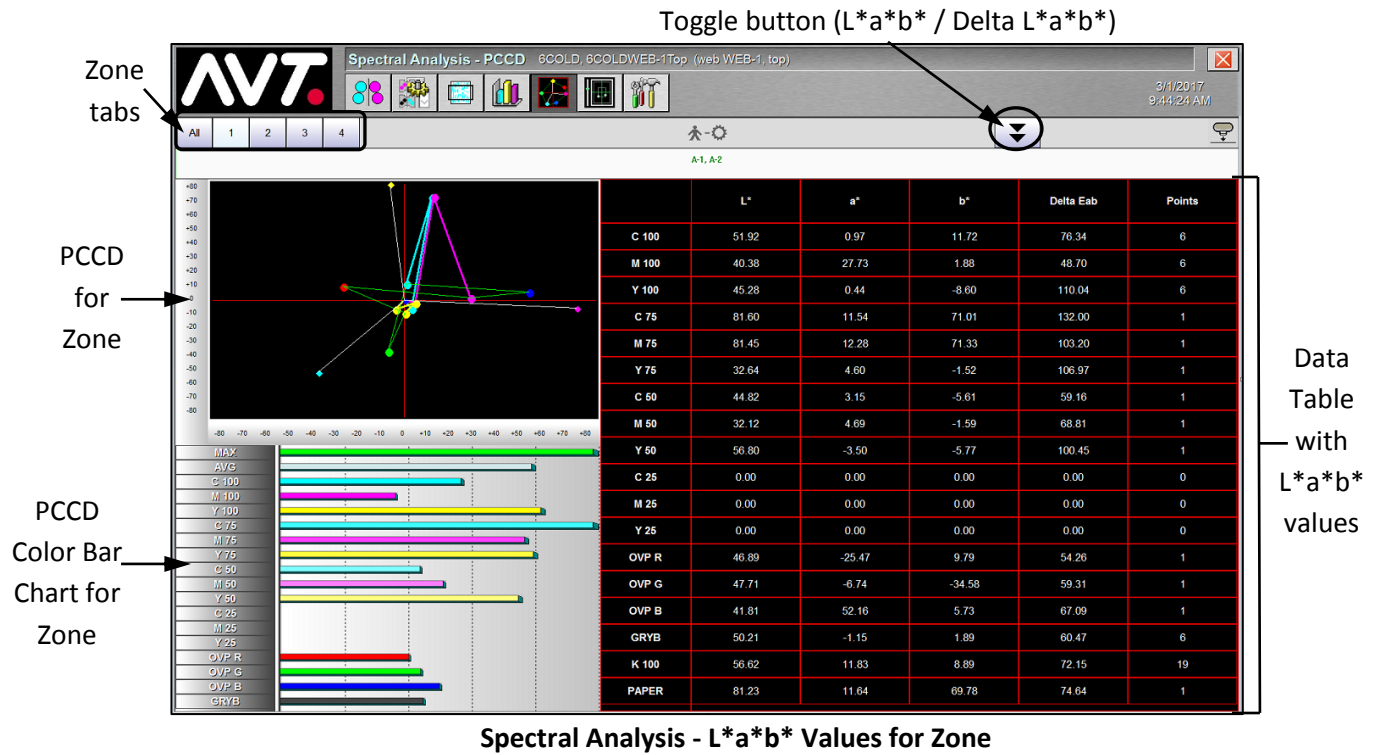 Toggle button (L*a*b* / Delta L*a*b*)
Zone
tabs
AVT
Spectral Analysis - PCCD 6COLD, 6COLDWEB-1Top (web WEB-1, top)
3/1/2017
9:44:24 AM
All 1 2 3 4
A-1, A-2
PCCD
for
Zone
+80
+70
+60
+50
+40
+30
+20
+10
0
-10
-20
-30
-40
-50
-60
-70
-80
-80 -70 -60 -50 -40 -30 -20 -10 0 +10 +20 +30 +40 +50 +60 +70 +80
L* a* b* Delta Eab Points
C 100 51.92 0.97 11.72 76.34 6
M 100 40.38 27.73 1.88 48.70 6
Y 100 45.28 0.44 -8.60 110.04 6
C 75 81.60 11.54 71.01 132.00 1
M 75 81.45 12.28 71.33 103.20 1
Y 75 32.64 4.60 -1.52 106.97 1
C 50 44.82 3.15 -5.61 59.16 1
M 50 32.12 4.69 -1.59 68.81 1
Y 50 56.80 -3.50 -5.77 100.45 1
C 25 0.00 0.00 0.00 0.00 0
M 25 0.00 0.00 0.00 0.00 0
Y 25 0.00 0.00 0.00 0.00 0
OVP R 46.89 -25.47 9.79 54.26 1
OVP G 47.71 -6.74 -34.58 59.31 1
OVP B 41.81 52.16 5.73 67.09 1
GRYB 50.21 -1.15 1.89 60.47 6
K 100 56.62 11.83 8.89 72.15 19
PAPER 81.23 11.64 69.78 74.64 1
Data
Table
with
L*a*b*
values
PCCD
Color Bar
Chart for
Zone
MAX
AVG
C 100
M 100
Y 100
C 75
M 75
Y 75
C 50
M 50
Y 50
C 25
M 25
Y 25
OVP R
OVP G
OVP B
GRYB
Spectral Analysis - L*a*b* Values for Zone